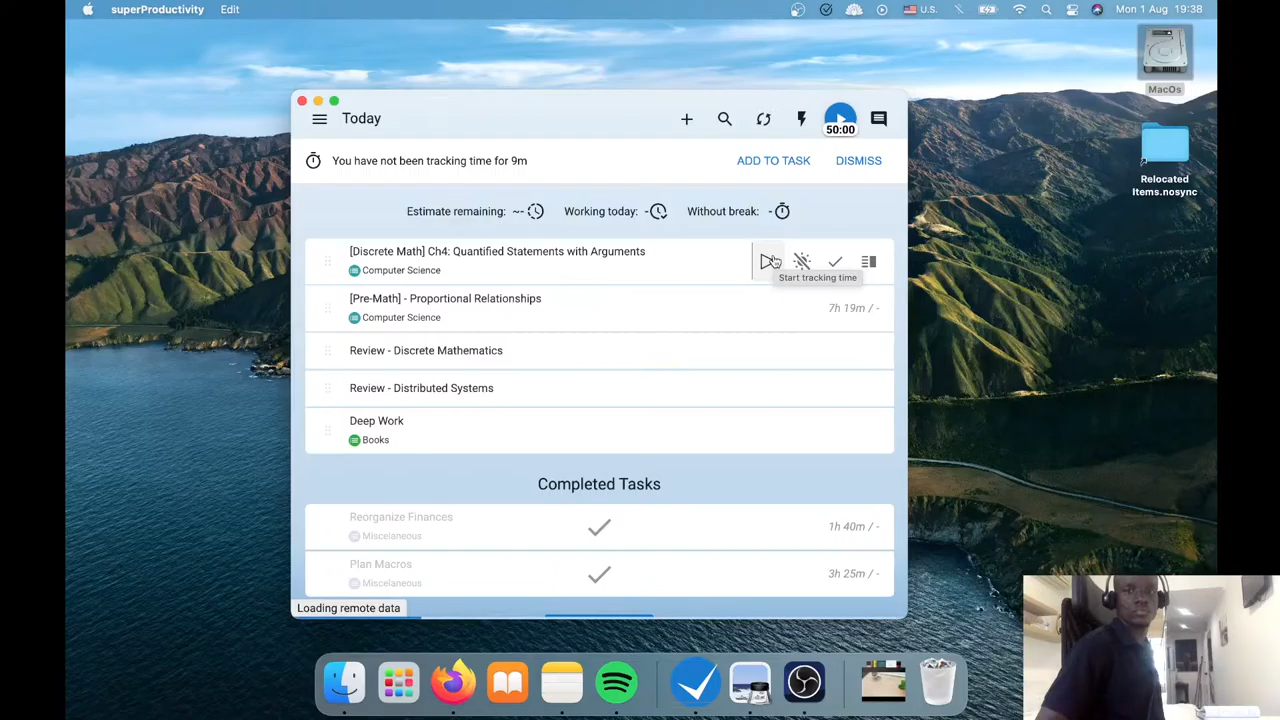 superProductivity Edit U.S. Mon 1 Aug 19:38
MacOs
Relocated
Items.nosync
Today
50:00
You have not been tracking time for 9m ADD TO TASK DISMISS
Estimate remaining: ~- Working today: - Without break: -
[Discrete Math] Ch4: Quantified Statements with Arguments
Computer Science
Start tracking time
[Pre-Math] - Proportional Relationships
Computer Science
7h 19m / -
Review - Discrete Mathematics
Review - Distributed Systems
Deep Work
Books
Completed Tasks
Reorganize Finances
Miscelaneous
1h 40m / -
Plan Macros
Miscelaneous
3h 25m / -
Loading remote data